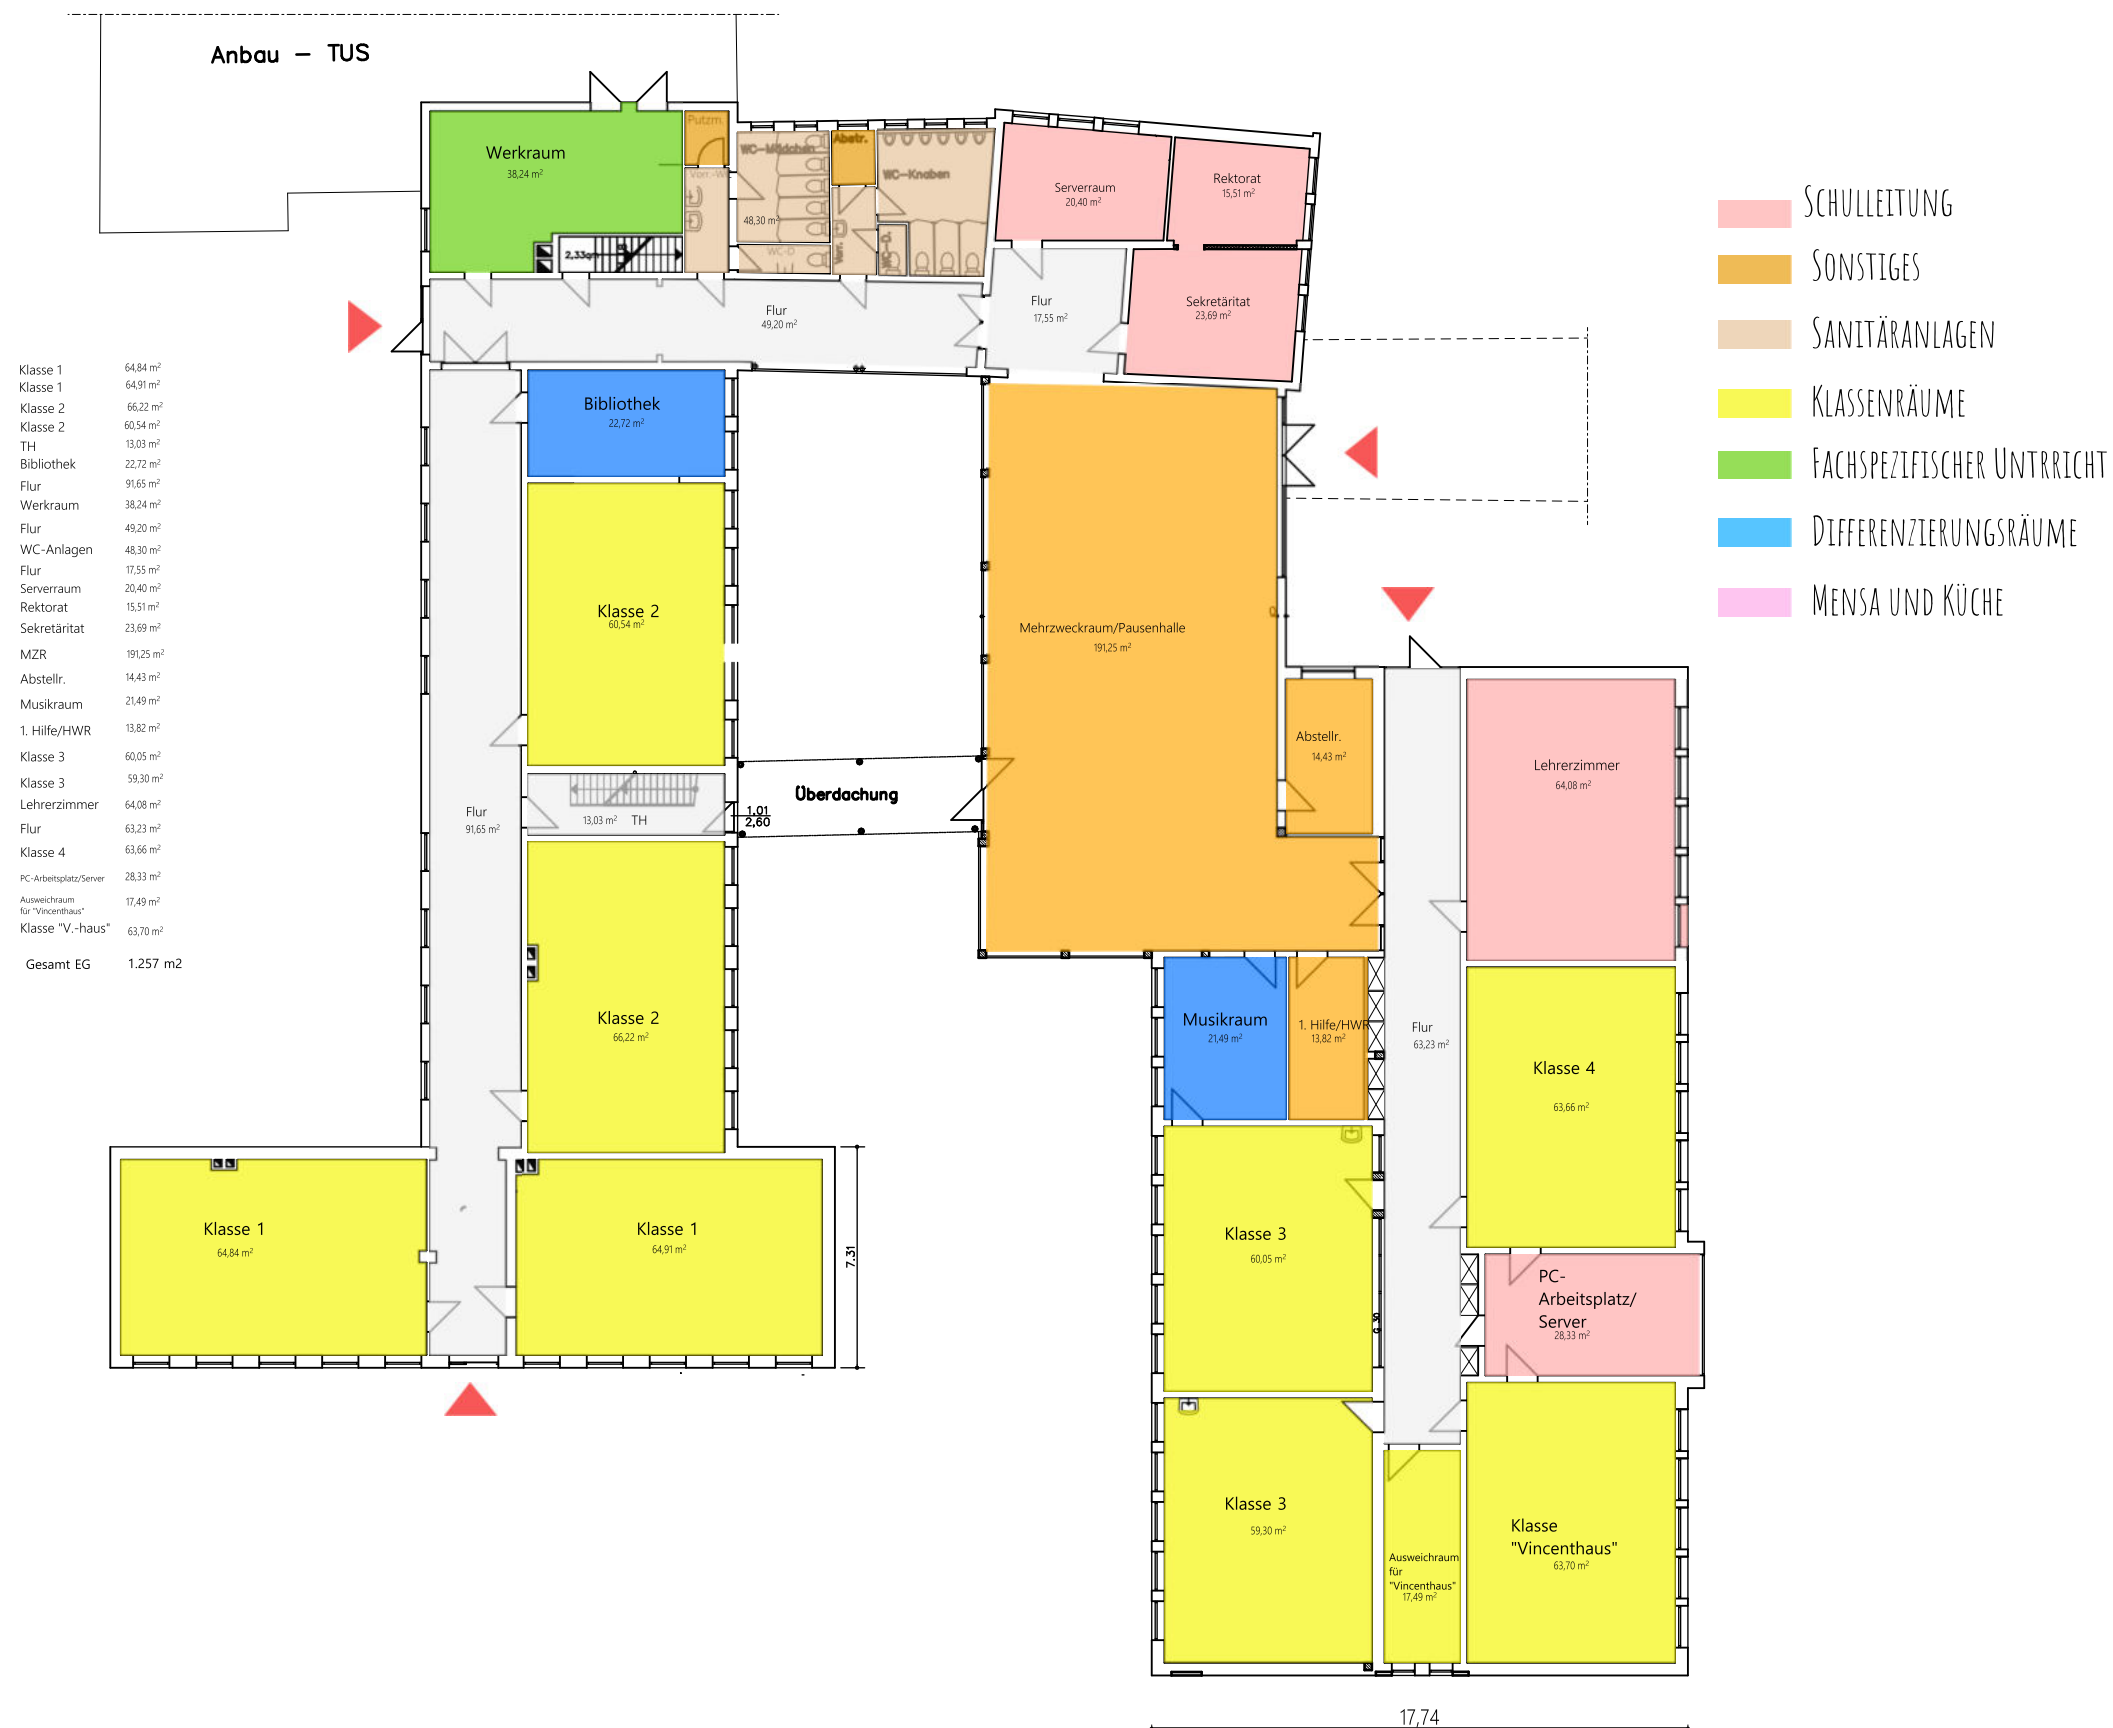 Anbau – TUS
Werkraum
38,24 m²
Putzm.
Vorr.-WC
WC-Mädchen
48,30 m²
WC-D
Abstr.
Vorr.
WC-Knaben
WC-D.
2,33qm
Serverraum
20,40 m²
Rektorat
15,51 m²
Sekretäritat
23,69 m²
Flur
17,55 m²
Flur
49,20 m²
SCHULLEITUNG
SONSTIGES
SANITÄRANLAGEN
KLASSENRÄUME
FACHSPEZIFISCHER UNTRRICHT
DIFFERENZIERUNGSRÄUME
MENSA UND KÜCHE
Klasse 1 64,84 m²
Klasse 1 64,91 m²
Klasse 2 66,22 m²
Klasse 2 60,54 m²
TH 13,03 m²
Bibliothek 22,72 m²
Flur 91,65 m²
Werkraum 38,24 m²
Flur 49,20 m²
WC-Anlagen 48,30 m²
Flur 17,55 m²
Serverraum 20,40 m²
Rektorat 15,51 m²
Sekretäritat 23,69 m²
MZR 191,25 m²
Abstellr. 14,43 m²
Musikraum 21,49 m²
1. Hilfe/HWR 13,82 m²
Klasse 3 60,05 m²
Klasse 3 59,30 m²
Lehrerzimmer 64,08 m²
Flur 63,23 m²
Klasse 4 63,66 m²
PC-Arbeitsplatz/Server 28,33 m²
Ausweichraum
für "Vincenthaus" 17,49 m²
Klasse "V.-haus" 63,70 m²
Gesamt EG 1.257 m2
Bibliothek
22,72 m²
Klasse 2
60,54 m²
Flur
91,65 m²
13,03 m² TH
1.01
2,60
Überdachung
Klasse 2
66,22 m²
Klasse 1
64,84 m²
Klasse 1
64,91 m²
7.31
Mehrzweckraum/Pausenhalle
191,25 m²
Abstellr.
14,43 m²
Lehrerzimmer
64,08 m²
Musikraum
21,49 m²
1. Hilfe/HWR
13,82 m²
Flur
63,23 m²
Klasse 4
63,66 m²
Klasse 3
60,05 m²
PC-
Arbeitsplatz/
Server
28,33 m²
Klasse 3
59,30 m²
Ausweichraum
für
"Vincenthaus"
17,49 m²
Klasse
"Vincenthaus"
63,70 m²
17,74